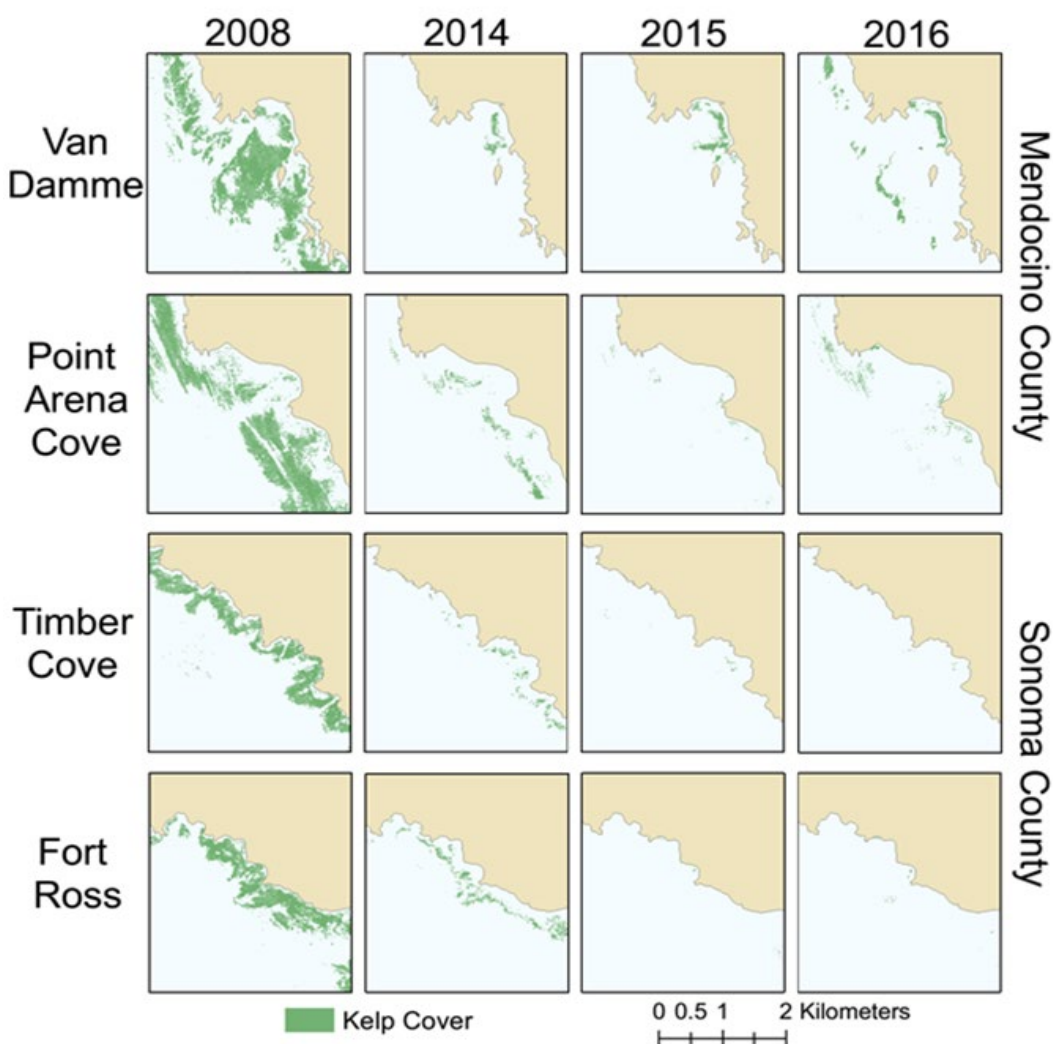 2008 2014 2015 2016
Van
Damme
Point
Arena
Cove
Timber
Cove
Fort
Ross
Mendocino County
Sonoma County
Kelp Cover
0 0.5 1 2 Kilometers